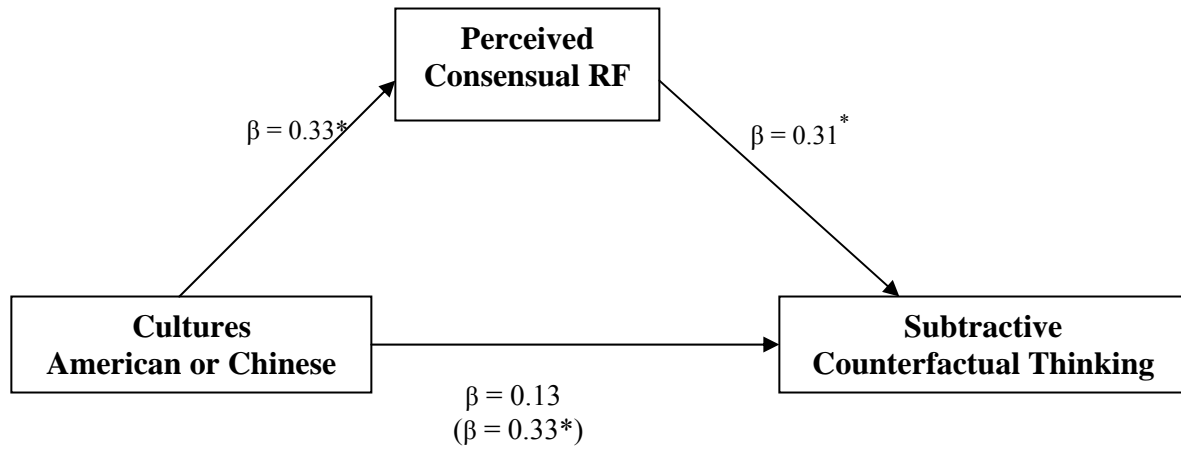 Perceived
Consensual RF
β = 0.33*
β = 0.31*
Cultures
American or Chinese
Subtractive
Counterfactual Thinking
β = 0.13
(β = 0.33*)